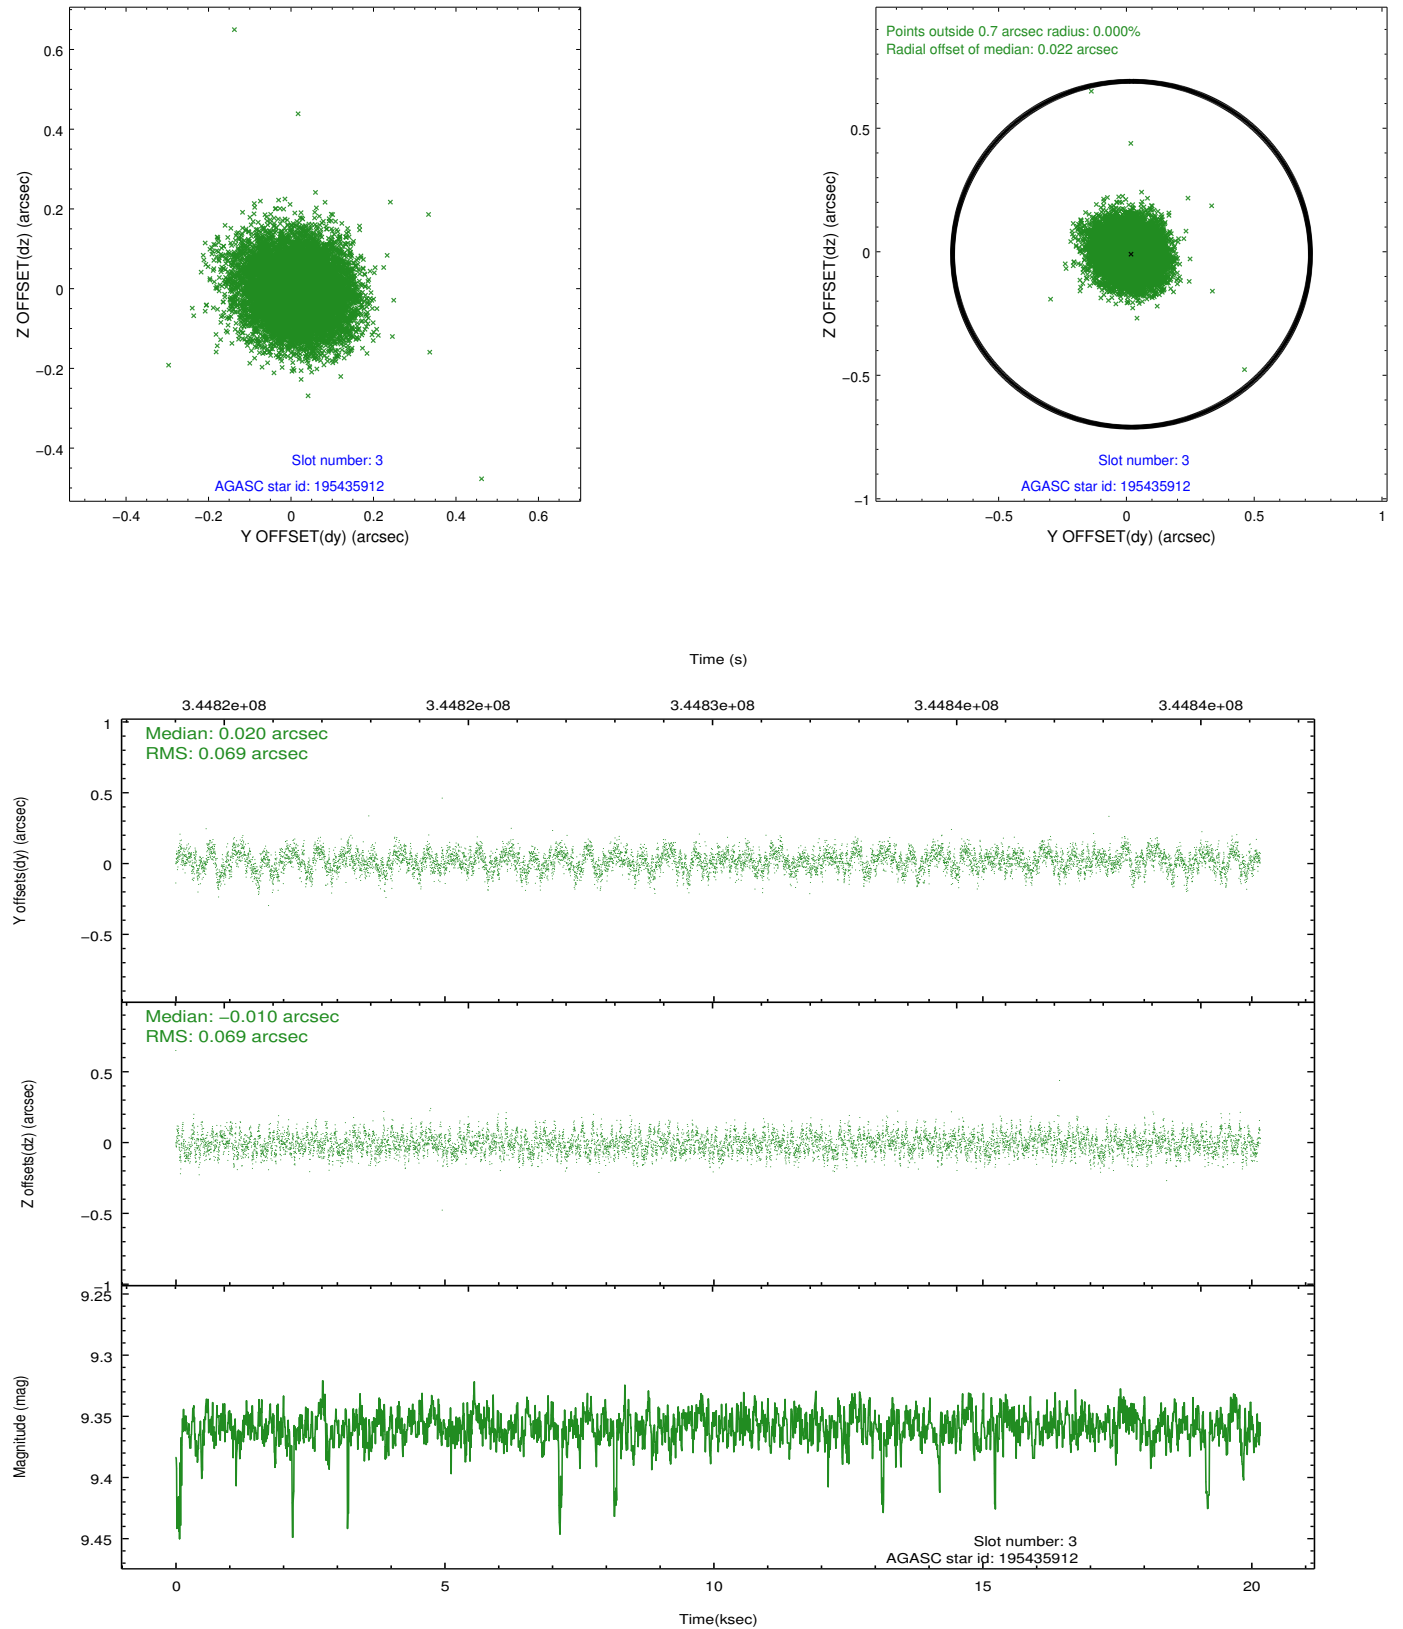 0.6
0.4
0.2
0
−0.2
−0.4
Z OFFSET(dz) (arcsec)
Slot number: 3
AGASC star id: 195435912
−0.4 −0.2 0 0.2 0.4 0.6
Y OFFSET(dy) (arcsec)
Points outside 0.7 arcsec radius: 0.000%
Radial offset of median: 0.022 arcsec
0.5
0
−0.5
−1
Z OFFSET(dz) (arcsec)
Slot number: 3
AGASC star id: 195435912
−0.5 0 0.5 1
Y OFFSET(dy) (arcsec)
Time (s)
3.4482e+08 3.4482e+08 3.4483e+08 3.4484e+08 3.4484e+08
Median: 0.020 arcsec
RMS: 0.069 arcsec
1
0.5
0
−0.5
Y offsets(dy) (arcsec)
Median: −0.010 arcsec
RMS: 0.069 arcsec
0.5
0
−0.5
−1
Z offsets(dz) (arcsec)
9.25
9.3
9.35
9.4
9.45
Magnitude (mag)
Slot number: 3
AGASC star id: 195435912
0 5 10 15 20
Time(ksec)